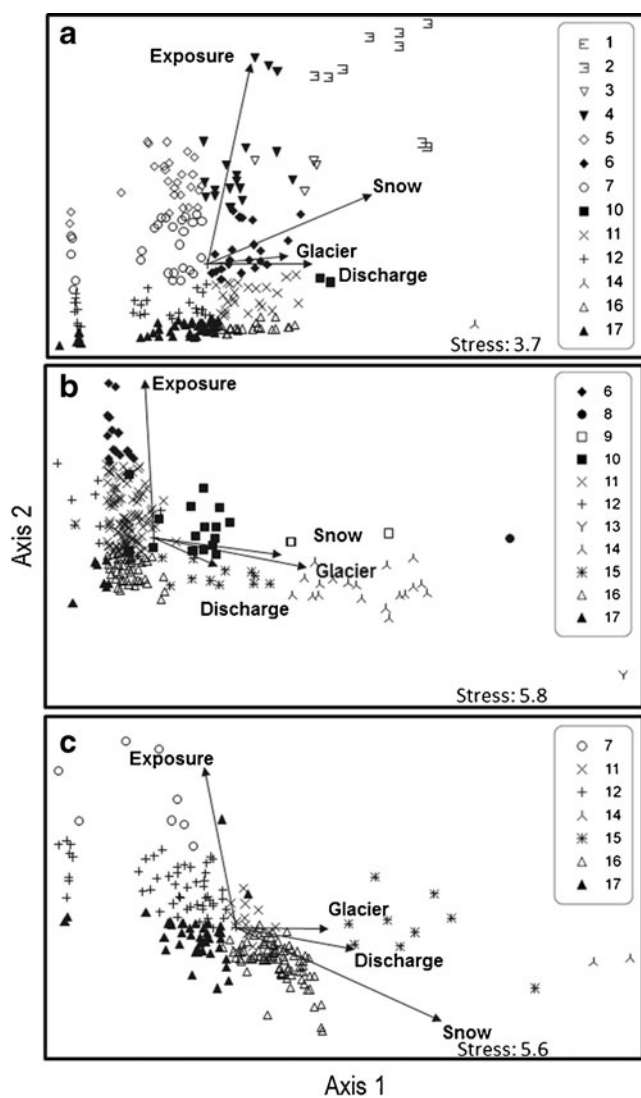 a
Exposure
Snow
Glacier
Discharge
Stress: 3.7
1
2
3
4
5
6
7
10
11
12
14
16
17
b
Exposure
Snow
Glacier
Discharge
Stress: 5.8
6
8
9
10
11
12
13
14
15
16
17
Axis 2
c
Exposure
Glacier
Discharge
Snow
Stress: 5.6
7
11
12
14
15
16
17
Axis 1